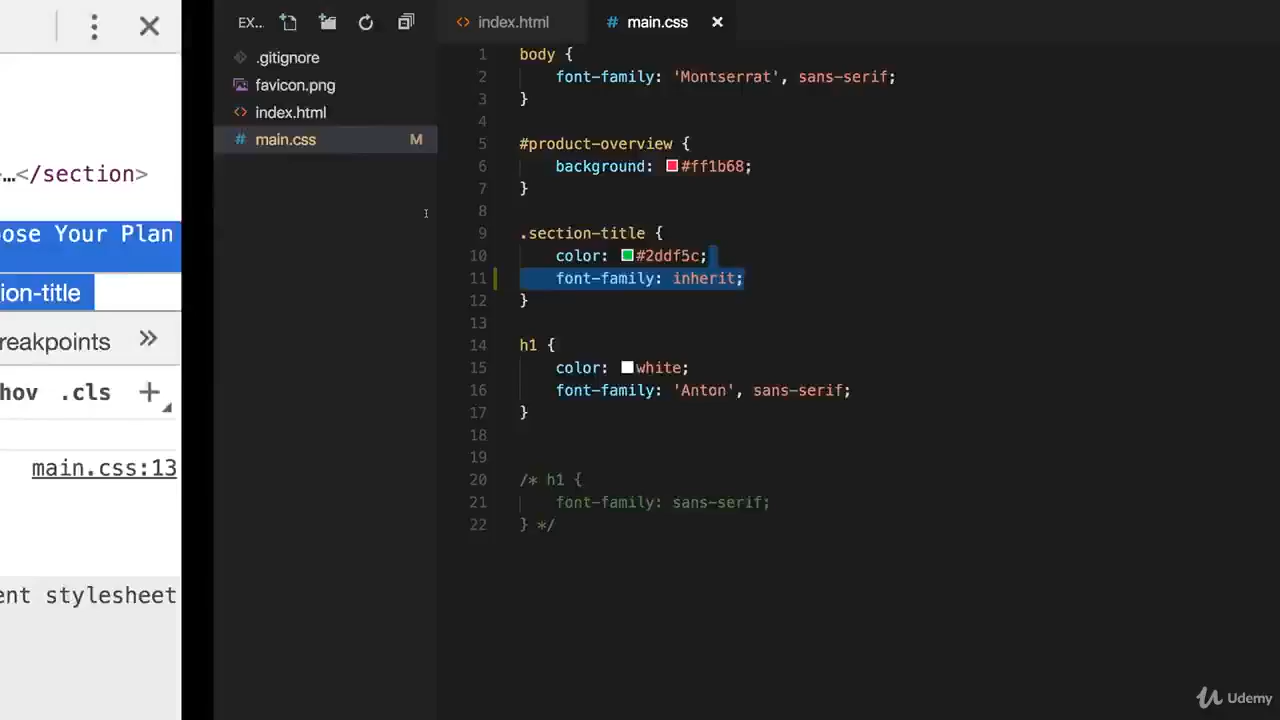 …</section>
ose Your Plan
ion-title
reakpoints
hov .cls
main.css:13
ent stylesheet
EX...
.gitignore
favicon.png
index.html
main.css M
index.html main.css
1 body {
2 font-family: 'Montserrat', sans-serif;
3 }
4
5 #product-overview {
6 background: #ff1b68;
7 }
8
9 .section-title {
10 color: #2ddf5c;
11 font-family: inherit;
12 }
13
14 h1 {
15 color: white;
16 font-family: 'Anton', sans-serif;
17 }
18
19
20 /* h1 {
21 font-family: sans-serif;
22 } */
Udemy